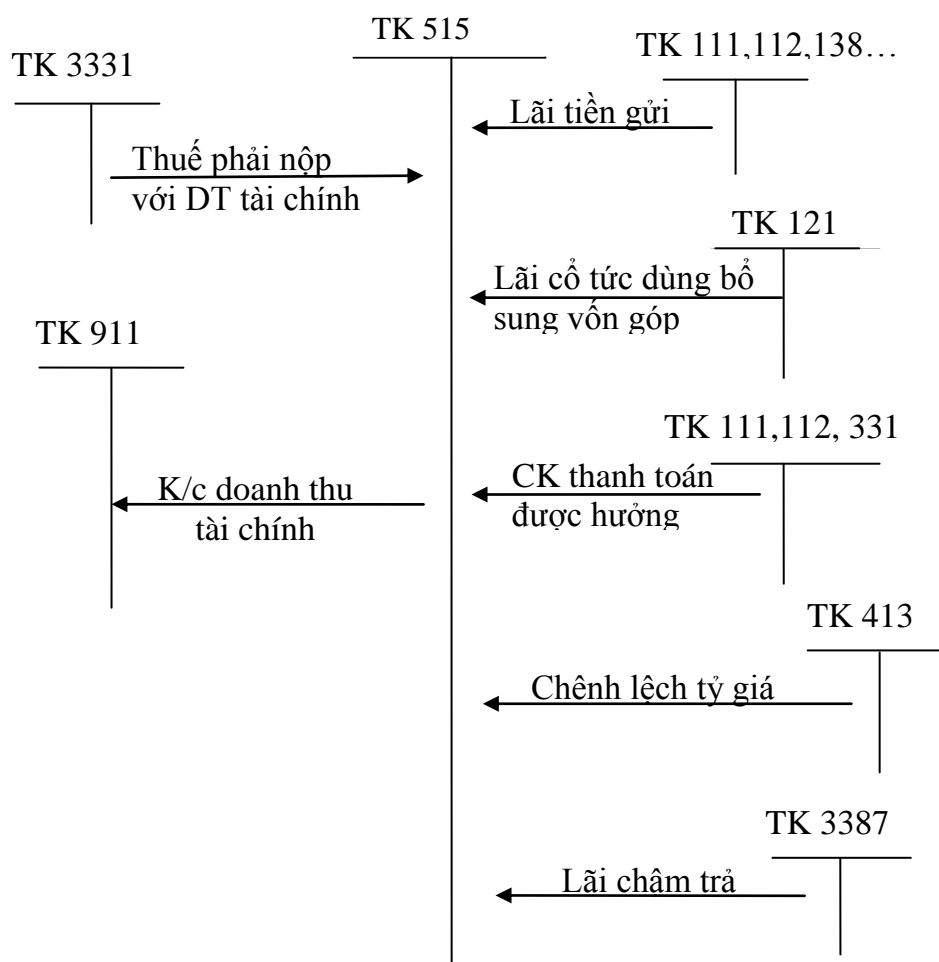 TK 515
TK 111,112,138…
TK 3331
Lãi tiền gửi
Thuế phải nộp
với DT tài chính
TK 121
Lãi cổ tức dùng bổ
sung vốn góp
TK 911
TK 111,112, 331
CK thanh toán
được hưởng
K/c doanh thu
tài chính
TK 413
Chênh lệch tỷ giá
TK 3387
Lãi châm trả